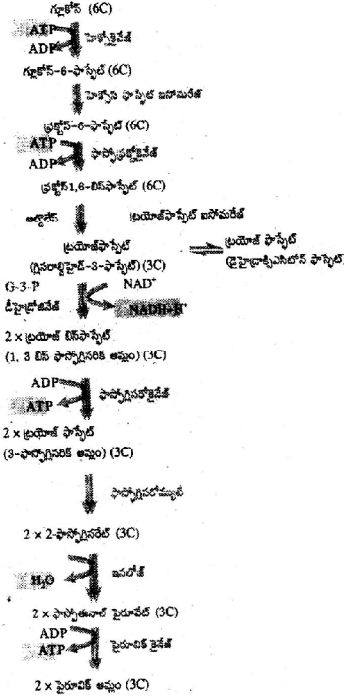 గ్లూకోస్ (6C)
ATP
హెక్సోకైనేజ్
ADP
గ్లూకోస్-6-ఫాస్ఫేట్ (6C)
హెక్సోస్ ఫాస్ఫేట్ ఐసోమరేజ్
ఫ్రక్టోస్-6-ఫాస్ఫేట్ (6C)
ATP
ఫాస్ఫోఫ్రక్టోకైనేజ్
ADP
ఫ్రక్టోస్1,6-బిస్‌ఫాస్ఫేట్ (6C)
ఆల్డొలేస్ ట్రయోజ్‌ఫాస్ఫేట్ ఐసోమరేజ్
ట్రయోజ్‌ఫాస్ఫేట్ ట్రయోజ్ ఫాస్ఫేట్
(గ్లిసరాల్డిహైడ్-3-ఫాస్ఫేట్) (3C) (డైహైడ్రాక్సిఎసిటోన్ ఫాస్ఫేట్)
G-3-P NAD⁺
డీహైడ్రోజినేజ్ NADH+H⁺
2 × ట్రయోజ్ బిస్‌ఫాస్ఫేట్
(1, 3 బిస్ ఫాస్ఫోగ్లిసరిక్ ఆమ్లం) (3C)
ADP
ఫాస్ఫోగ్లిసరోకైనేజ్
ATP
2 × ట్రయోజ్ ఫాస్ఫేట్
(3-ఫాస్ఫోగ్లిసరిక్ ఆమ్లం) (3C)
ఫాస్ఫోగ్లిసరోమ్యుటేజ్
2 × 2-ఫాస్ఫోగ్లిసరేట్ (3C)
ఇనోలేజ్
H₂O
2 × ఫాస్ఫోఇనాల్ పైరువేట్ (3C)
ADP
పైరువిక్ కైనేజ్
ATP
2 × పైరువిక్ ఆమ్లం (3C)